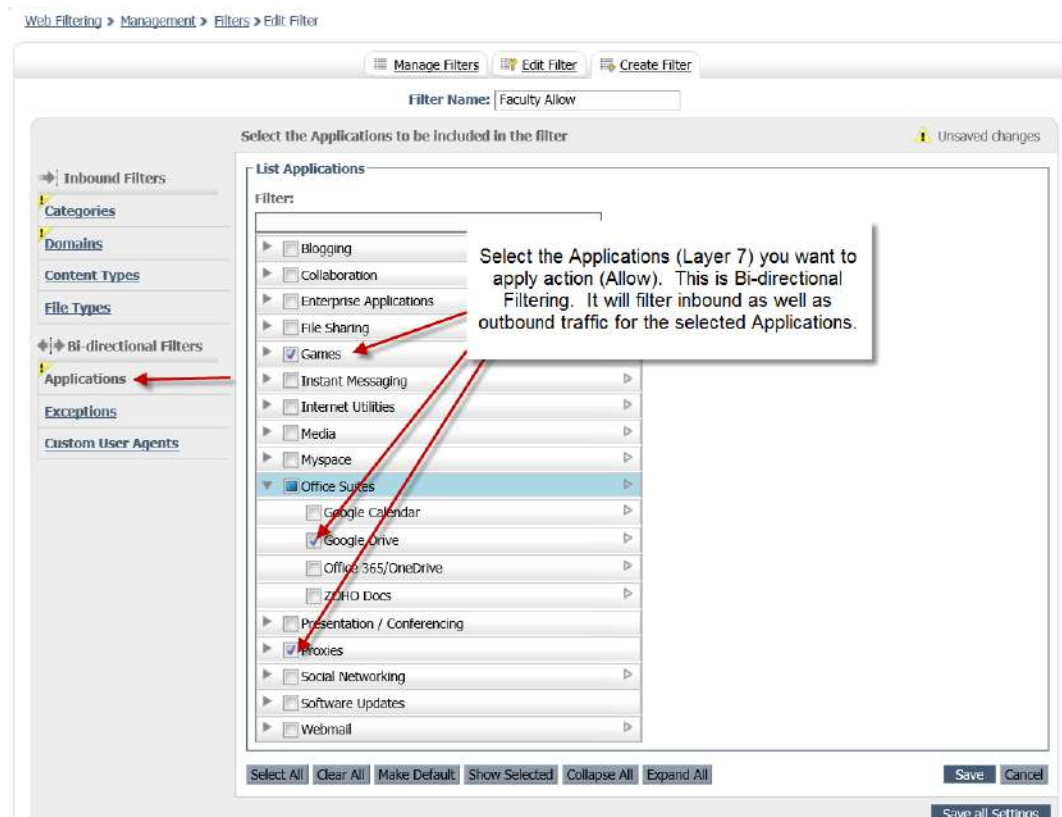 Web Filtering > Management > Filters > Edit Filter
Manage Filters Edit Filter Create Filter
Filter Name: Faculty Allow
Select the Applications to be included in the filter
Unsaved changes
Inbound Filters
Categories
Domains
Content Types
File Types
Bi-directional Filters
Applications
Exceptions
Custom User Agents
List Applications
Filter:
Blogging
Collaboration
Enterprise Applications
File Sharing
Games
Instant Messaging
Internet Utilities
Media
Myspace
Office Suites
Google Calendar
Google Drive
Office 365/OneDrive
ZOHO Docs
Presentation / Conferencing
Proxies
Social Networking
Software Updates
Webmail
Select the Applications (Layer 7) you want to
apply action (Allow). This is Bi-directional
Filtering. It will filter inbound as well as
outbound traffic for the selected Applications.
Select All Clear All Make Default Show Selected Collapse All Expand All
Save Cancel
Save all Settings